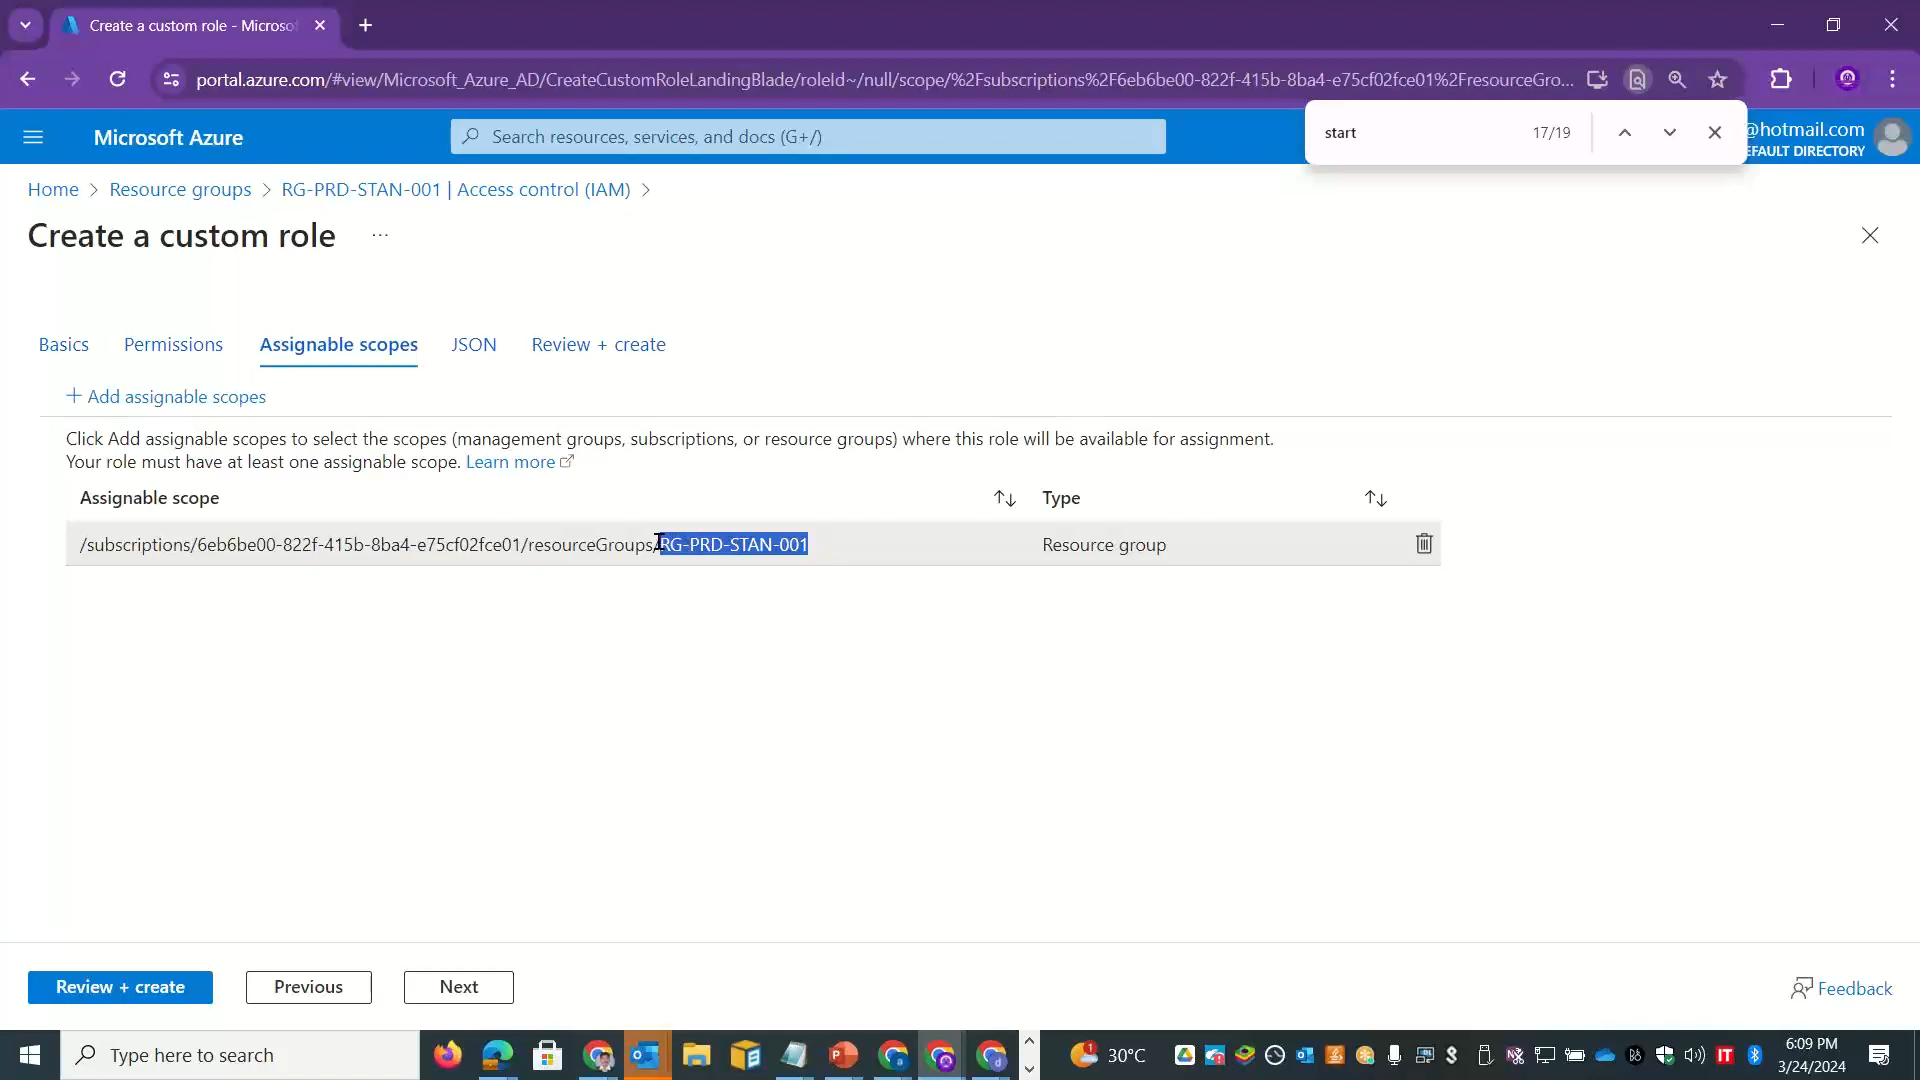 Create a custom role - Microso
portal.azure.com/#view/Microsoft_Azure_AD/CreateCustomRoleLandingBlade/roleId~/null/scope/%2Fsubscriptions%2F6eb6be00-822f-415b-8ba4-e75cf02fce01%2FresourceGro...
start 17/19
Microsoft Azure
Search resources, services, and docs (G+/)
@hotmail.com
EFAULT DIRECTORY
Home > Resource groups > RG-PRD-STAN-001 | Access control (IAM) >
Create a custom role ...
Basics Permissions Assignable scopes JSON Review + create
+ Add assignable scopes
Click Add assignable scopes to select the scopes (management groups, subscriptions, or resource groups) where this role will be available for assignment.
Your role must have at least one assignable scope. Learn more
Assignable scope Type
/subscriptions/6eb6be00-822f-415b-8ba4-e75cf02fce01/resourceGroups/RG-PRD-STAN-001 Resource group
Review + create Previous Next
Feedback
Type here to search
30°C
6:09 PM
3/24/2024